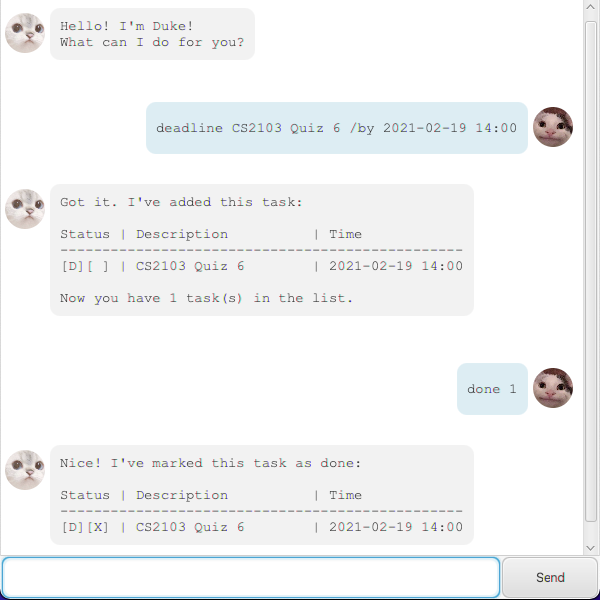 Hello! I'm Duke!
What can I do for you?
deadline CS2103 Quiz 6 /by 2021-02-19 14:00
Got it. I've added this task:
Status | Description          | Time
------------------------------------------------
[D][ ] | CS2103 Quiz 6        | 2021-02-19 14:00
Now you have 1 task(s) in the list.
done 1
Nice! I've marked this task as done:
Status | Description          | Time
------------------------------------------------
[D][X] | CS2103 Quiz 6        | 2021-02-19 14:00
Send